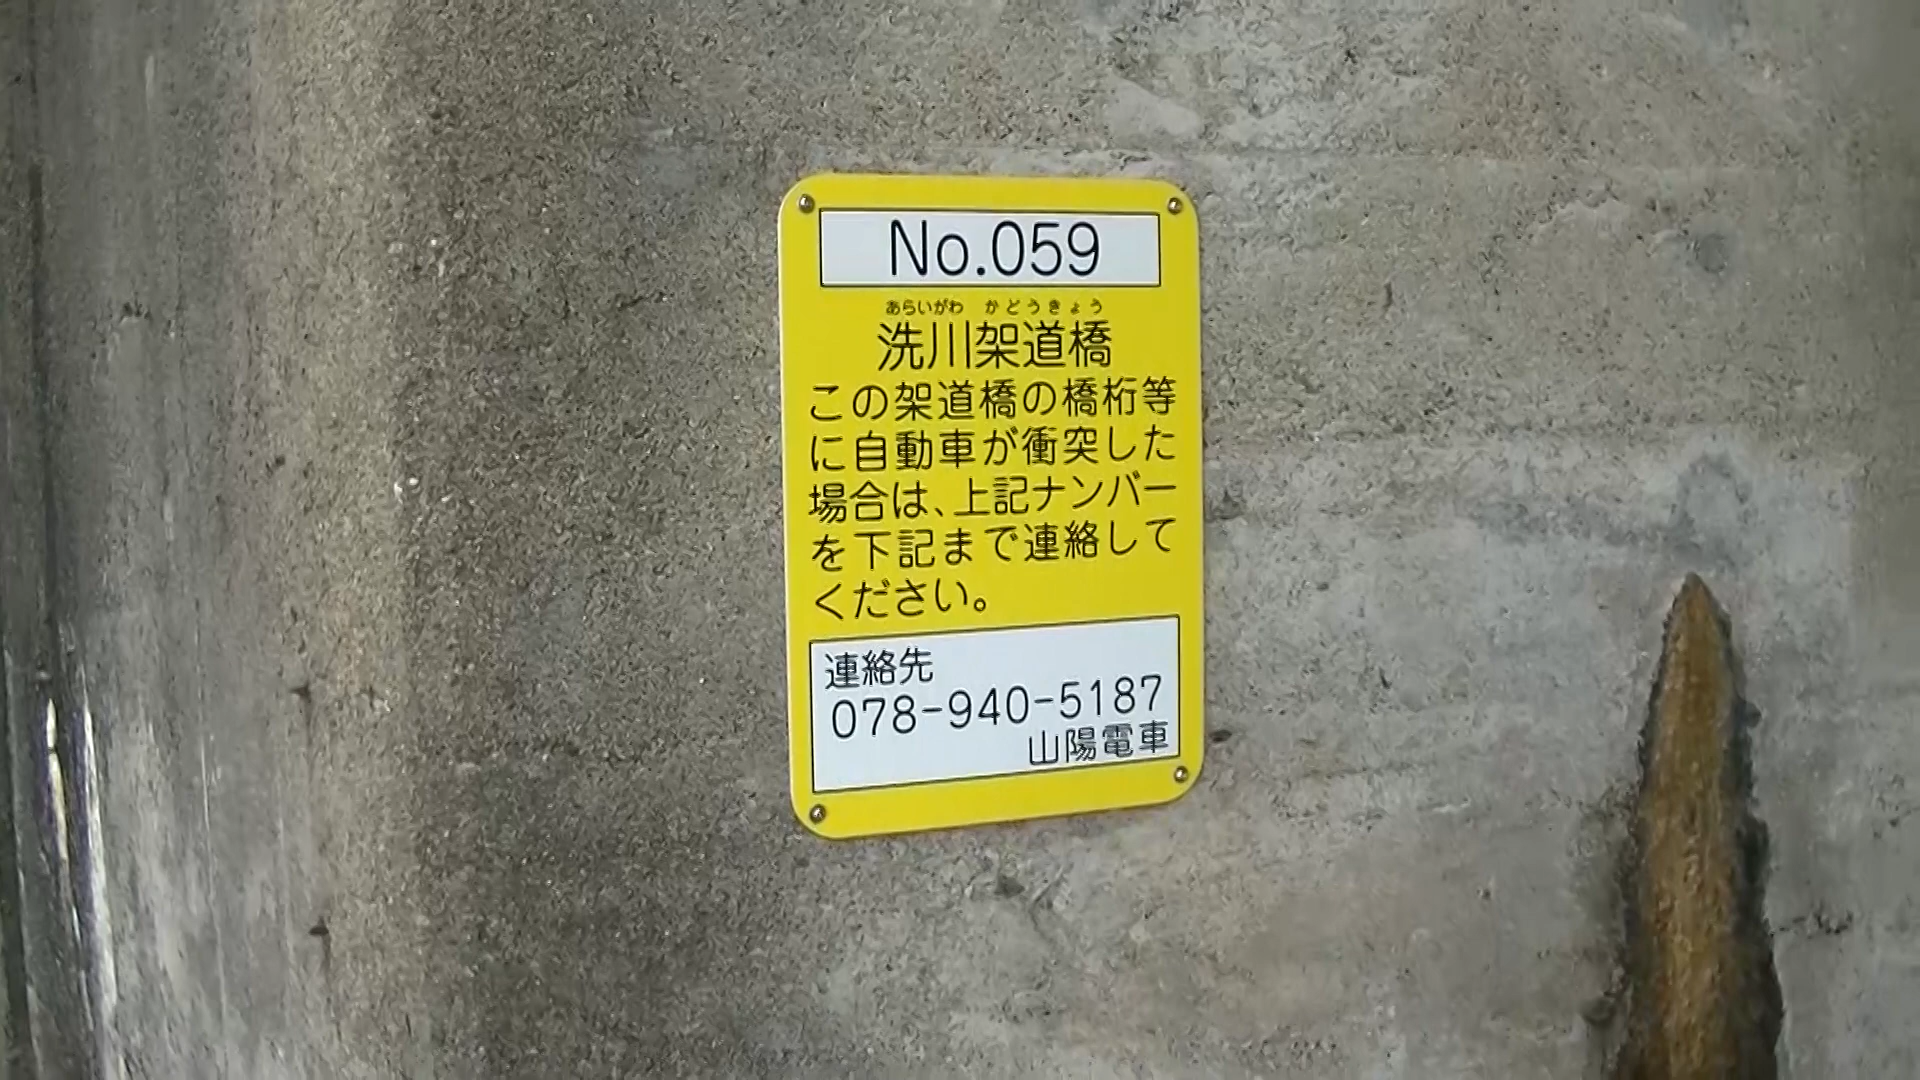 No.059
あらいがわ かどうきょう
洗川架道橋
この架道橋の橋桁等
に自動車が衝突した
場合は、上記ナンバー
を下記まで連絡して
ください。
連絡先
078-940-5187
山陽電車